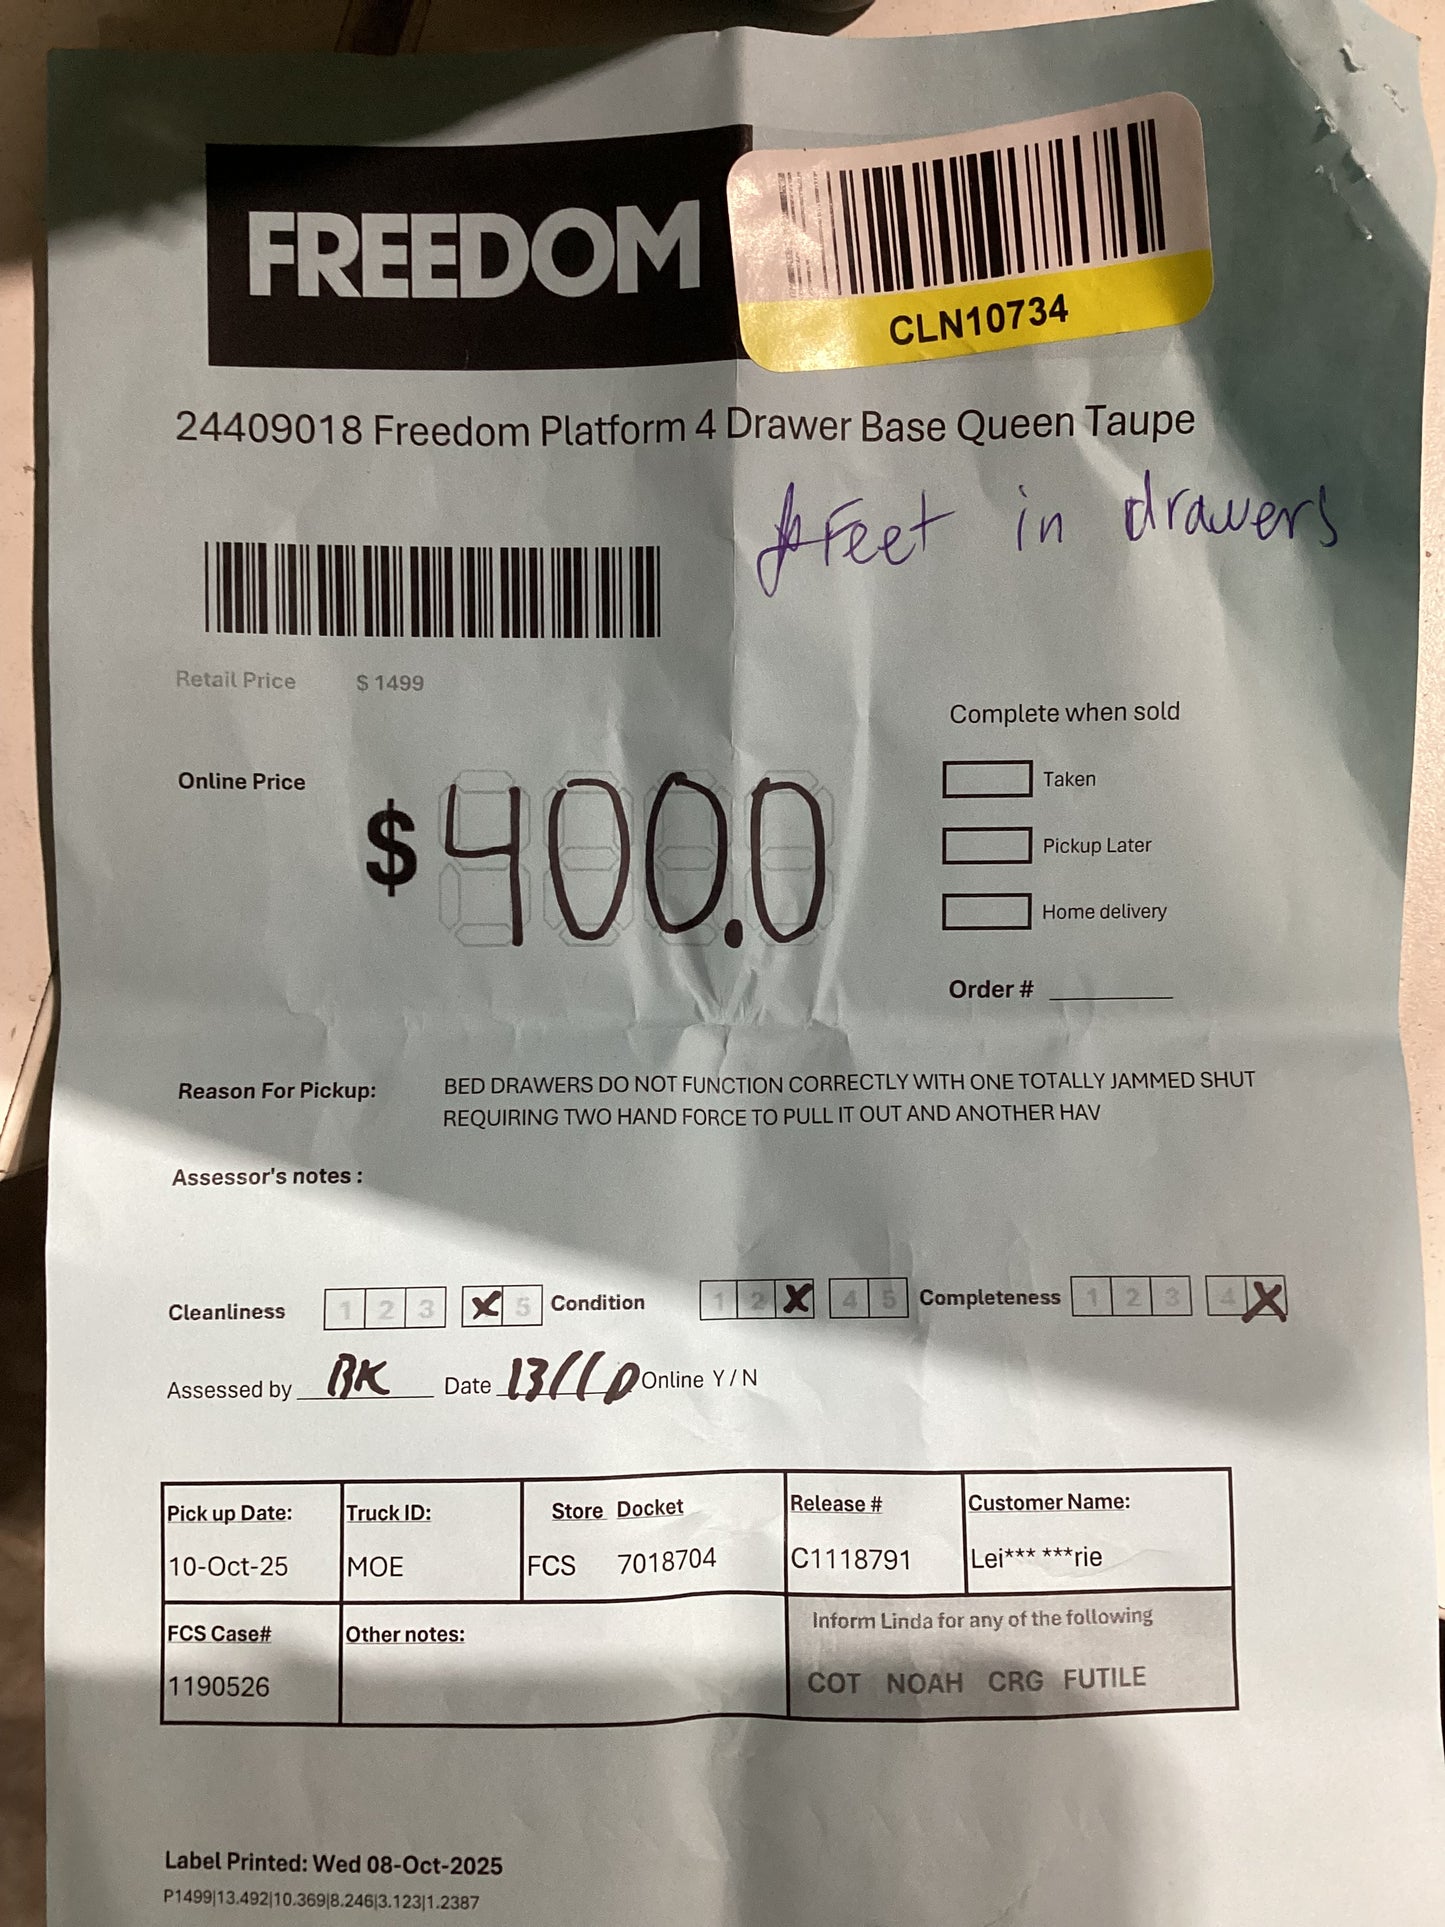 FREEDOM
CLN10734
24409018 Freedom Platform 4 Drawer Base Queen Taupe
Feet in drawers
Retail Price $ 1499
Complete when sold
Online Price
$ 400.0
Taken
Pickup Later
Home delivery
Order #
Reason For Pickup: BED DRAWERS DO NOT FUNCTION CORRECTLY WITH ONE TOTALLY JAMMED SHUT
REQUIRING TWO HAND FORCE TO PULL IT OUT AND ANOTHER HAV
Assessor's notes :
Cleanliness 1 2 3 X 5 Condition 1 2 X 4 5 Completeness 1 2 3 4 X
Assessed by BK Date 13/10 Online Y / N
Pick up Date: Truck ID: Store Docket Release # Customer Name:
10-Oct-25 MOE FCS 7018704 C1118791 Lei*** ***rie
FCS Case# Other notes: Inform Linda for any of the following
1190526 COT NOAH CRG FUTILE
Label Printed: Wed 08-Oct-2025
P1499|13.492|10.369|8.246|3.123|1.2387